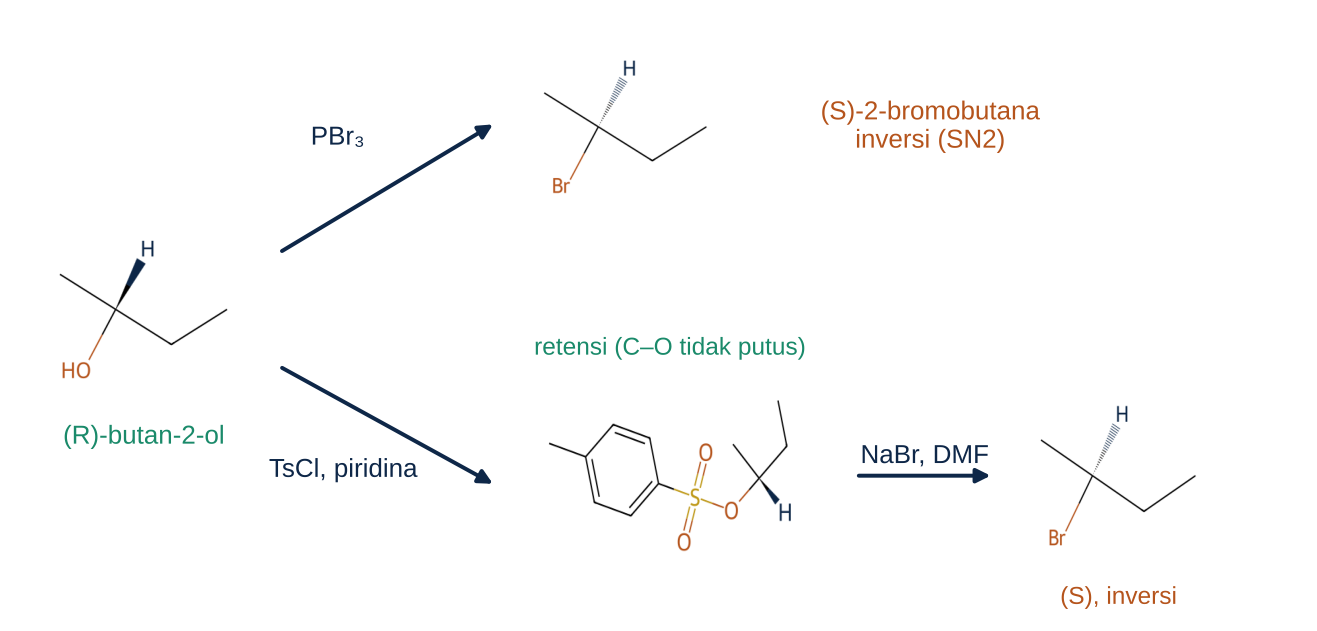 H
(S)-2-bromobutana
inversi (SN2)
PBr₃
Br
H
HO
(R)-butan-2-ol
retensi (C–O tidak putus)
TsCl, piridina
O
S
O
H
O
NaBr, DMF
H
Br
(S), inversi